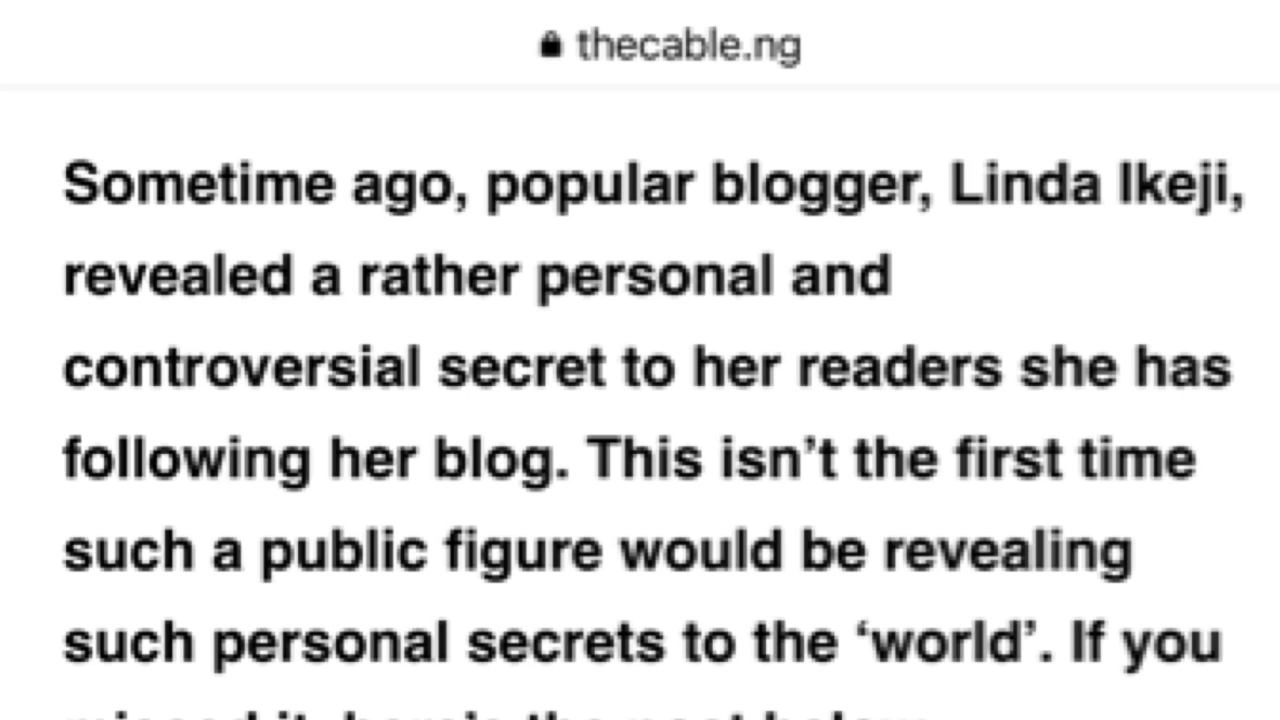 thecable.ng
Sometime ago, popular blogger, Linda Ikeji,
revealed a rather personal and
controversial secret to her readers she has
following her blog. This isn’t the first time
such a public figure would be revealing
such personal secrets to the ‘world’. If you